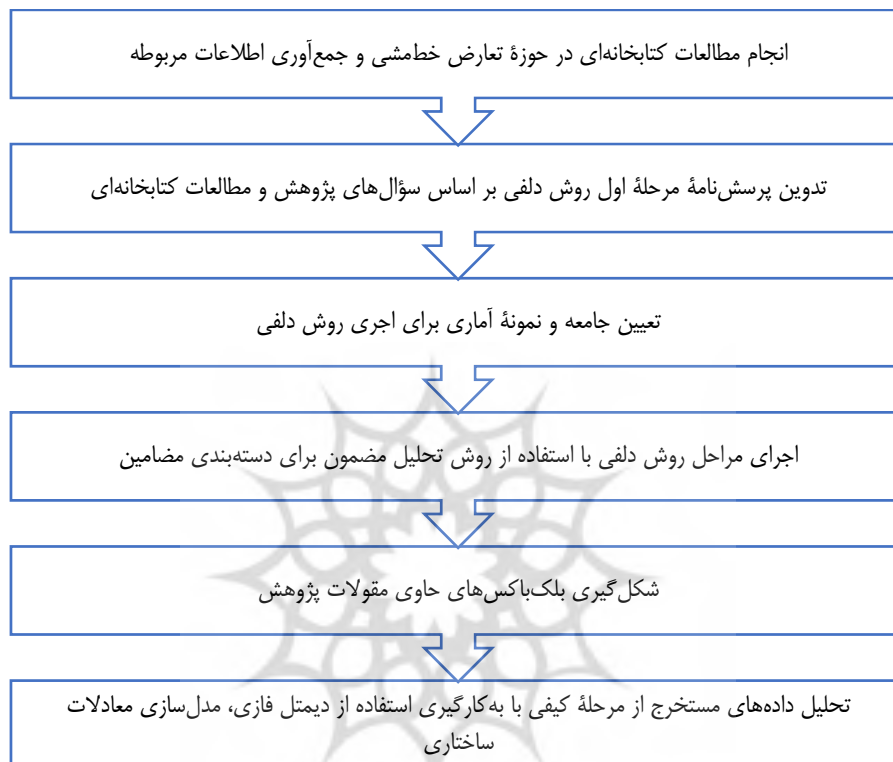 انجام مطالعات کتابخانه‌ای در حوزهٔ تعارض خط‌مشی و جمع‌آوری اطلاعات مربوطه
تدوین پرسش‌نامهٔ مرحلهٔ اول روش دلفی بر اساس سؤال‌های پژوهش و مطالعات کتابخانه‌ای
تعیین جامعه و نمونهٔ آماری برای اجری روش دلفی
اجرای مراحل روش دلفی با استفاده از روش تحلیل مضمون برای دسته‌بندی مضامین
شکل‌گیری بلک‌باکس‌های حاوی مقولات پژوهش
تحلیل داده‌های مستخرج از مرحلهٔ کیفی با به‌کارگیری استفاده از دیمتل فازی، مدل‌سازی معادلات
ساختاری